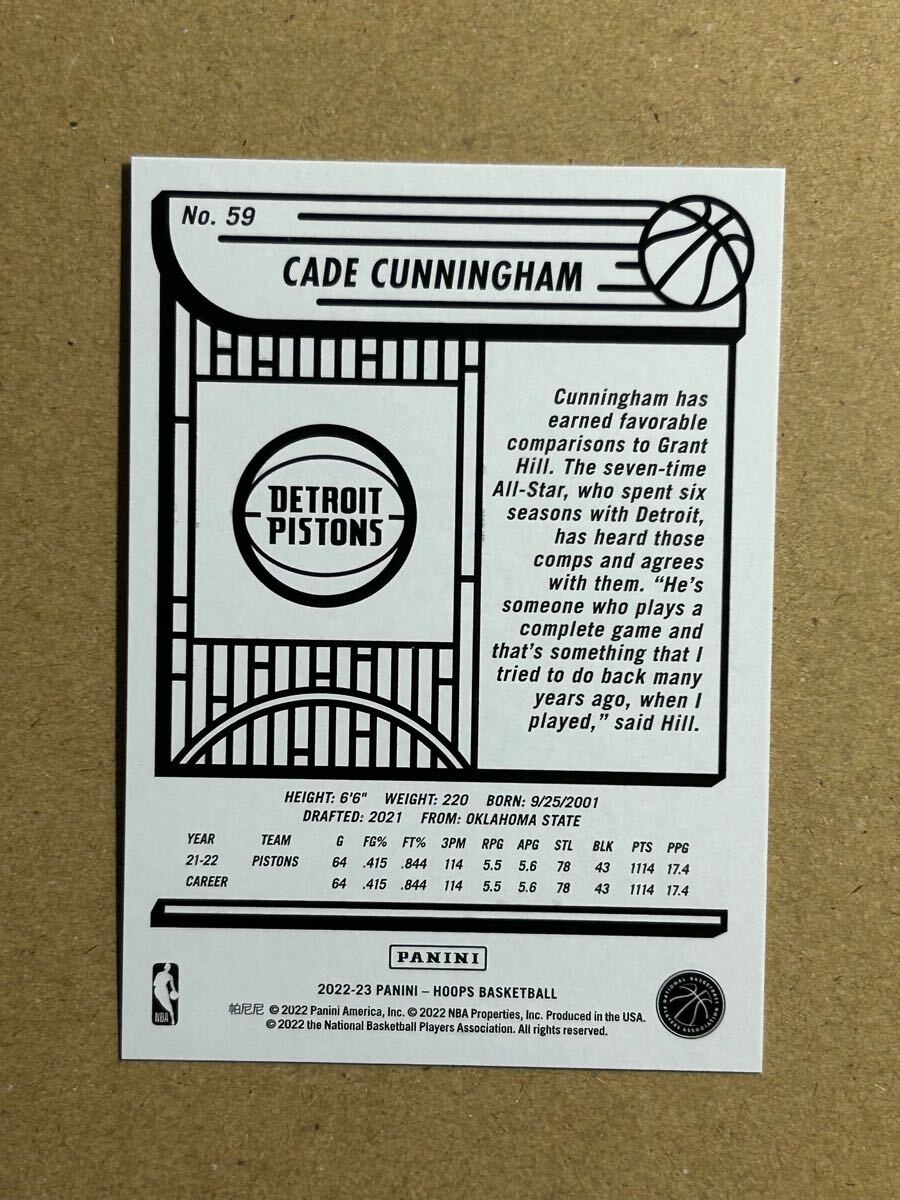 No. 59
CADE CUNNINGHAM
DETROIT
PISTONS
Cunningham has
earned favorable
comparisons to Grant
Hill. The seven-time
All-Star, who spent six
seasons with Detroit,
has heard those
comps and agrees
with them. “He’s
someone who plays a
complete game and
that’s something that I
tried to do back many
years ago, when I
played,” said Hill.
HEIGHT: 6'6" WEIGHT: 220 BORN: 9/25/2001
DRAFTED: 2021 FROM: OKLAHOMA STATE
YEAR TEAM G FG% FT% 3PM RPG APG STL BLK PTS PPG
21-22 PISTONS 64 .415 .844 114 5.5 5.6 78 43 1114 17.4
CAREER 64 .415 .844 114 5.5 5.6 78 43 1114 17.4
PANINI
2022-23 PANINI – HOOPS BASKETBALL
帕尼尼 © 2022 Panini America, Inc. © 2022 NBA Properties, Inc. Produced in the USA.
© 2022 the National Basketball Players Association. All rights reserved.
NBA
NATIONAL BASKETBALL
PLAYERS ASSOCIATION